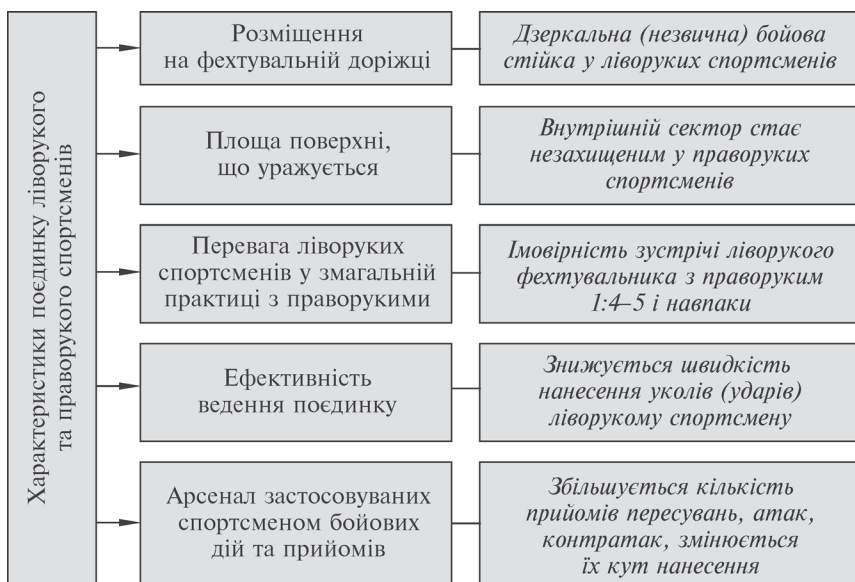 Характеристики поєдинку ліворукого
та праворукого спортсменів
Розміщення
на фехтувальній доріжці
Дзеркальна (незвична) бойова
стійка у ліворуких спортсменів
Площа поверхні,
що уражується
Внутрішній сектор стає
незахищеним у праворуких
спортсменів
Перевага ліворуких
спортсменів у змагальній
практиці з праворукими
Імовірність зустрічі ліворукого
фехтувальника з праворуким
1:4–5 і навпаки
Ефективність
ведення поєдинку
Знижується швидкість
нанесення уколів (ударів)
ліворукому спортсмену
Арсенал застосовуваних
спортсменом бойових
дій та прийомів
Збільшується кількість
прийомів пересувань, атак,
контратак, змінюється
їх кут нанесення